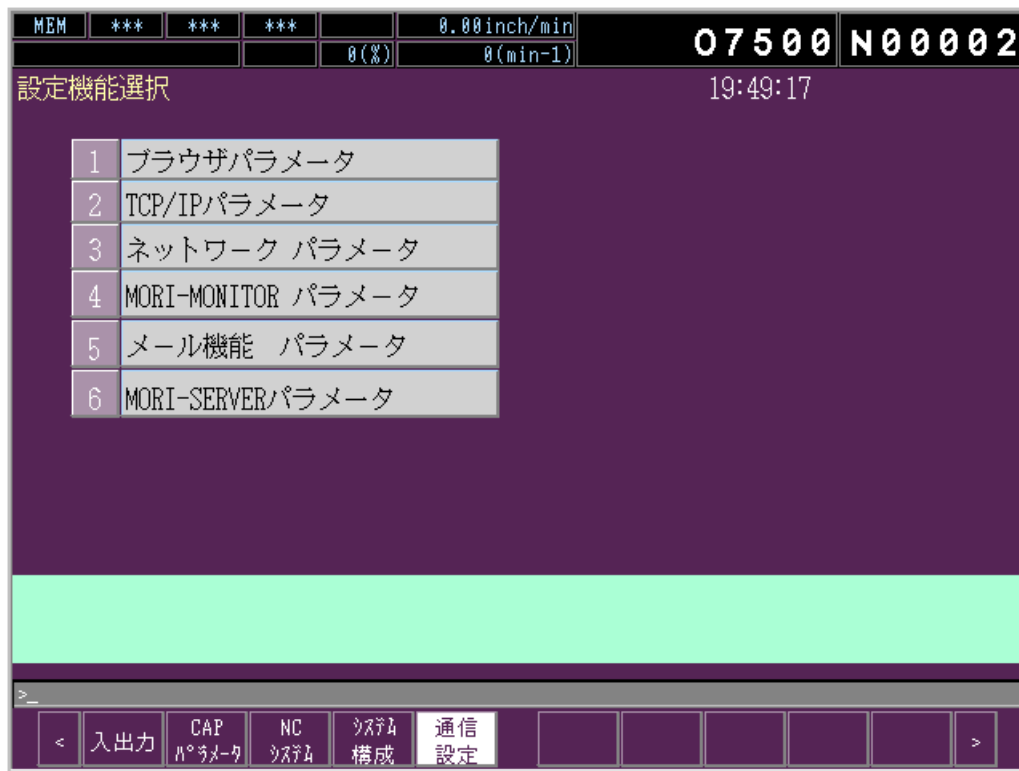 MEM *** *** *** 0.00inch/min O7500 N00002
0(%) 0(min-1)
設定機能選択 19:49:17
1 ブラウザパラメータ
2 TCP/IPパラメータ
3 ネットワーク パラメータ
4 MORI-MONITOR パラメータ
5 メール機能 パラメータ
6 MORI-SERVERパラメータ
>_
< 入出力 CAP NC ｼｽﾃﾑ 通信 >
ﾊﾟﾗﾒｰﾀ ｼｽﾃﾑ 構成 設定